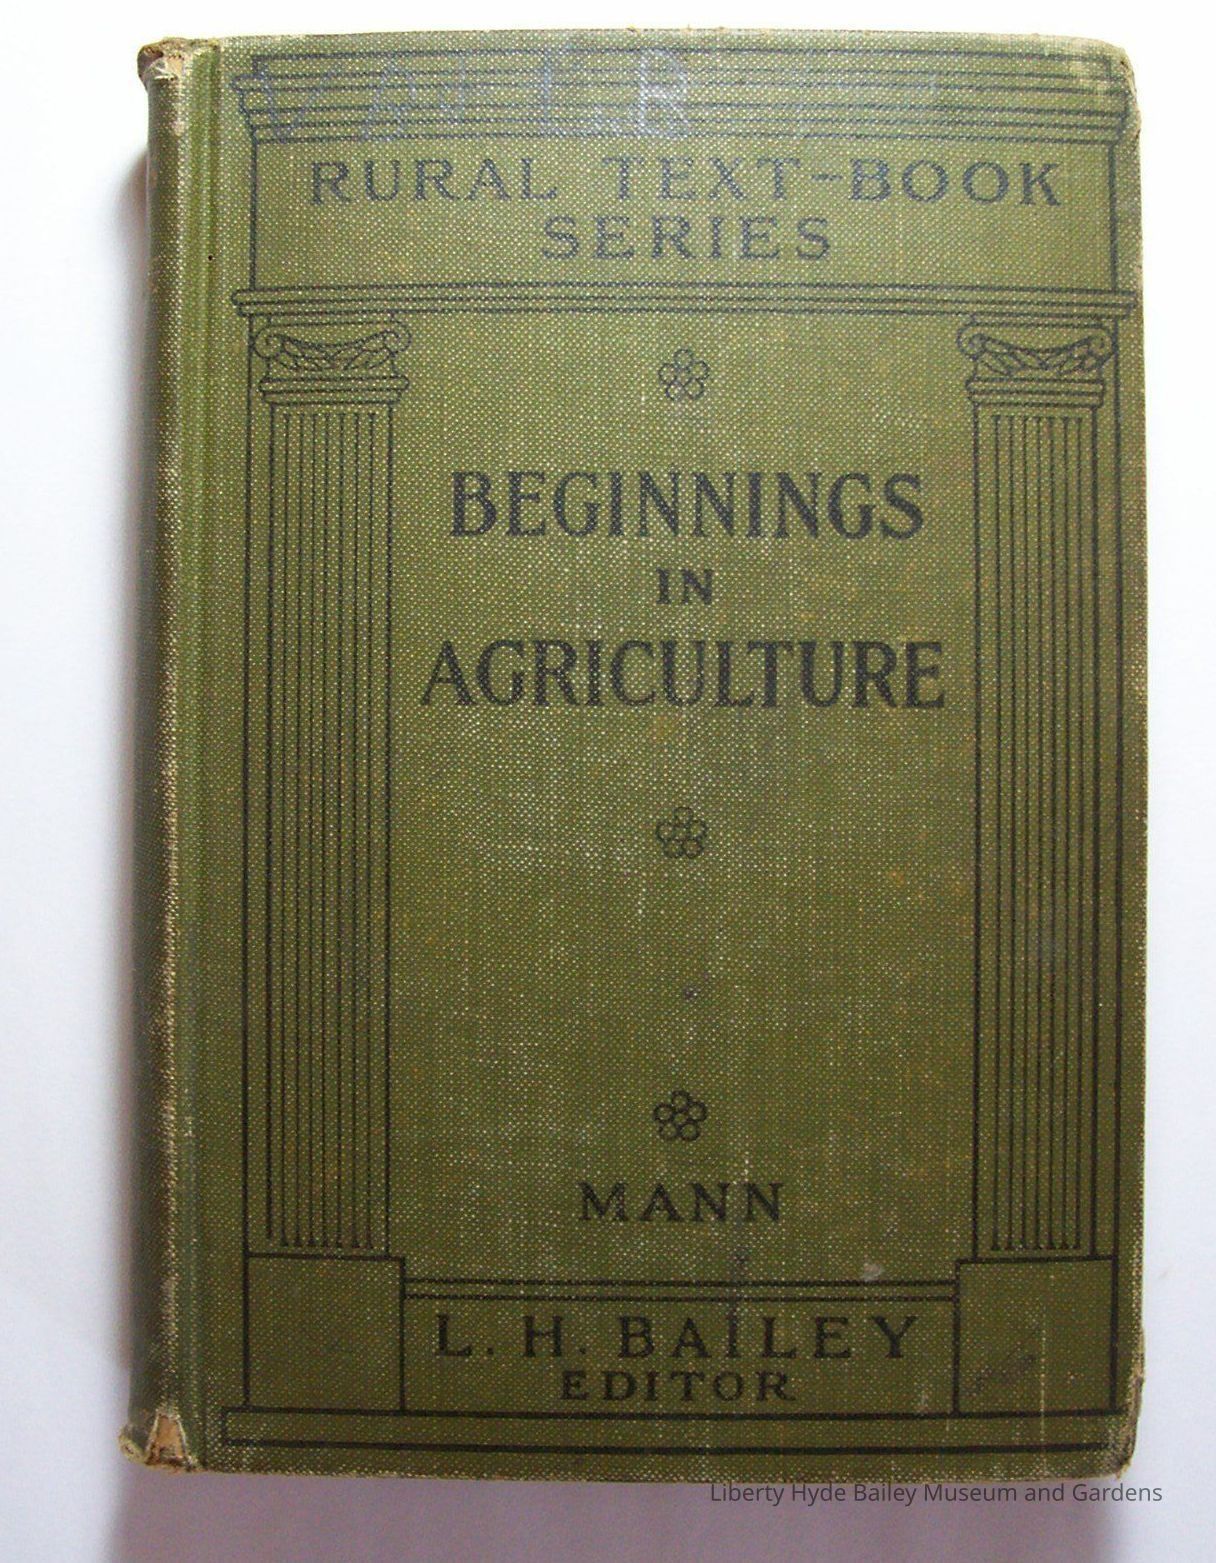 RURAL TEXT-BOOK
SERIES
BEGINNINGS
IN
AGRICULTURE
MANN
L. H. BAILEY
EDITOR
Liberty Hyde Bailey Museum and Gardens